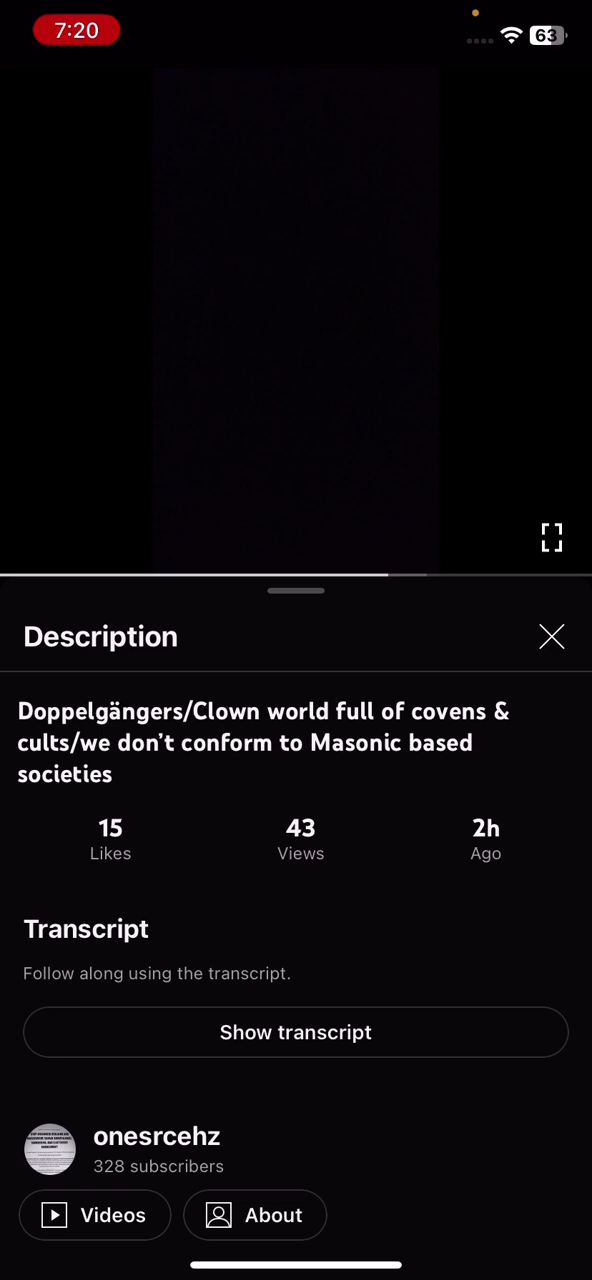 7:20
63
Description
Doppelgängers/Clown world full of covens &
cults/we don’t conform to Masonic based
societies
15
43
2h
Likes
Views
Ago
Transcript
Follow along using the transcript.
Show transcript
onesrcehz
328 subscribers
Videos
About